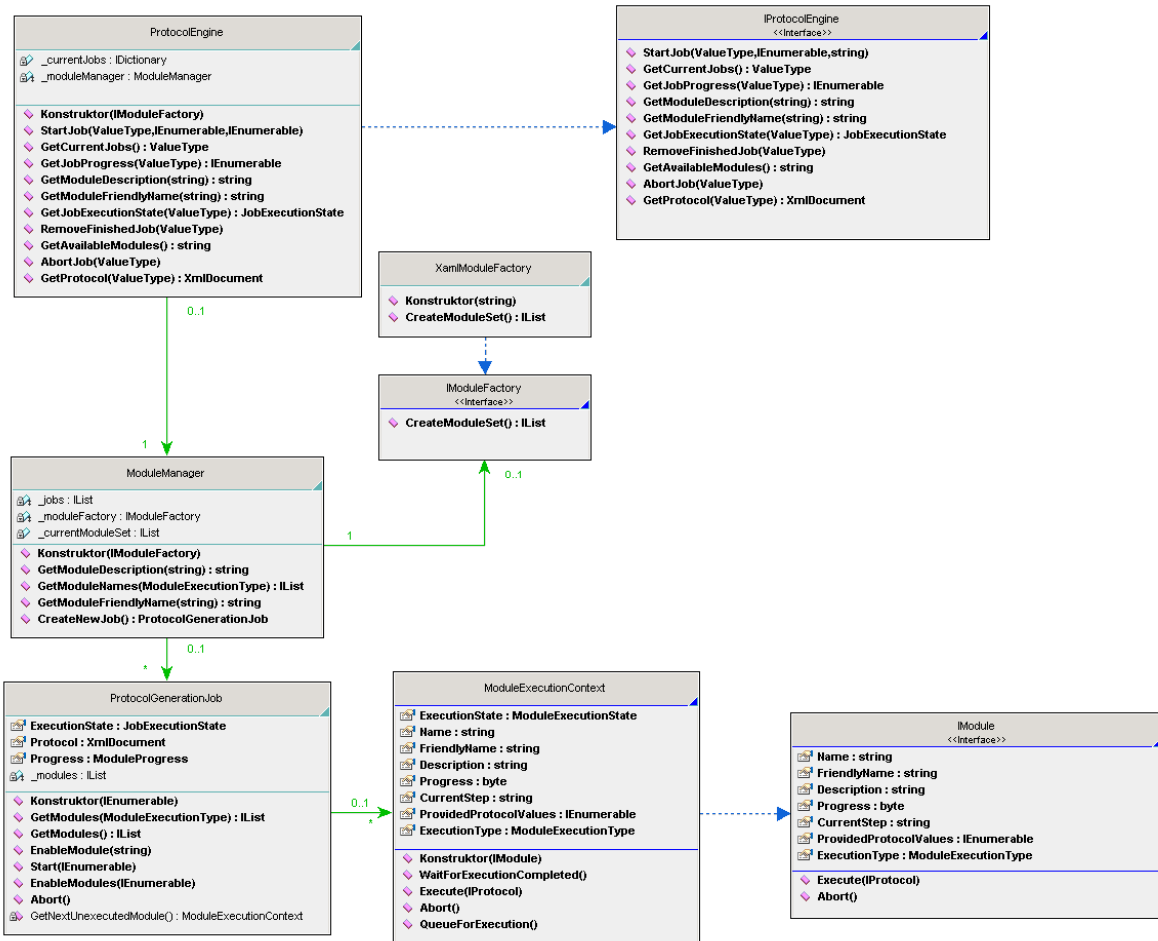 ProtocolEngine
_currentJobs : IDictionary
_moduleManager : ModuleManager
Konstruktor(IModuleFactory)
StartJob(ValueType,IEnumerable,IEnumerable)
GetCurrentJobs() : ValueType
GetJobProgress(ValueType) : IEnumerable
GetModuleDescription(string) : string
GetModuleFriendlyName(string) : string
GetJobExecutionState(ValueType) : JobExecutionState
RemoveFinishedJob(ValueType)
GetAvailableModules() : string
AbortJob(ValueType)
GetProtocol(ValueType) : XmlDocument
IProtocolEngine
<<Interface>>
StartJob(ValueType,IEnumerable,string)
GetCurrentJobs() : ValueType
GetJobProgress(ValueType) : IEnumerable
GetModuleDescription(string) : string
GetModuleFriendlyName(string) : string
GetJobExecutionState(ValueType) : JobExecutionState
RemoveFinishedJob(ValueType)
GetAvailableModules() : string
AbortJob(ValueType)
GetProtocol(ValueType) : XmlDocument
XamlModuleFactory
Konstruktor(string)
CreateModuleSet() : IList
0..1
IModuleFactory
<<Interface>>
CreateModuleSet() : IList
1
0..1
ModuleManager
_jobs : IList
_moduleFactory : IModuleFactory
_currentModuleSet : IList
Konstruktor(IModuleFactory)
GetModuleDescription(string) : string
GetModuleNames(ModuleExecutionType) : IList
GetModuleFriendlyName(string) : string
CreateNewJob() : ProtocolGenerationJob
1
0..1
*
ProtocolGenerationJob
ExecutionState : JobExecutionState
Protocol : XmlDocument
Progress : ModuleProgress
_modules : IList
Konstruktor(IEnumerable)
GetModules(ModuleExecutionType) : IList
GetModules() : IList
EnableModule(string)
Start(IEnumerable)
EnableModules(IEnumerable)
Abort()
GetNextUnexecutedModule() : ModuleExecutionContext
0..1
*
ModuleExecutionContext
ExecutionState : ModuleExecutionState
Name : string
FriendlyName : string
Description : string
Progress : byte
CurrentStep : string
ProvidedProtocolValues : IEnumerable
ExecutionType : ModuleExecutionType
Konstruktor(IModule)
WaitForExecutionCompleted()
Execute(IProtocol)
Abort()
QueueForExecution()
IModule
<<Interface>>
Name : string
FriendlyName : string
Description : string
Progress : byte
CurrentStep : string
ProvidedProtocolValues : IEnumerable
ExecutionType : ModuleExecutionType
Execute(IProtocol)
Abort()